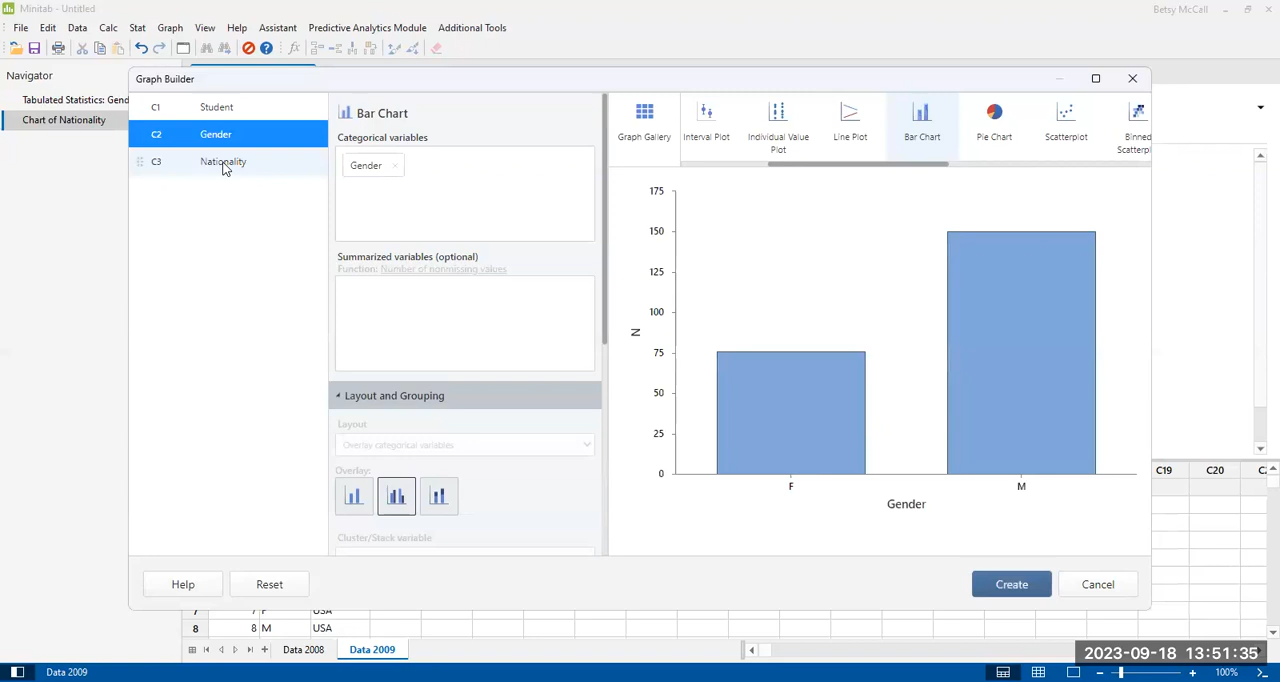 Minitab - Untitled
Betsy McCall
File Edit Data Calc Stat Graph View Help Assistant Predictive Analytics Module Additional Tools
Navigator
Tabulated Statistics: Gend
Chart of Nationality
Graph Builder
C1 Student
C2 Gender
C3 Nationality
Bar Chart
Categorical variables
Gender
Summarized variables (optional)
Function: Number of nonmissing values
Layout and Grouping
Layout
Overlay categorical variables
Overlay:
Cluster/Stack variable
Graph Gallery
Interval Plot
Individual Value Plot
Line Plot
Bar Chart
Pie Chart
Scatterplot
Binned
Scatterpl
175
150
125
100
75
50
25
0
N
F M
Gender
Help Reset Create Cancel
C19 C20
7 7 F USA
8 8 M USA
Data 2008 Data 2009
2023-09-18 13:51:35
Data 2009
100%